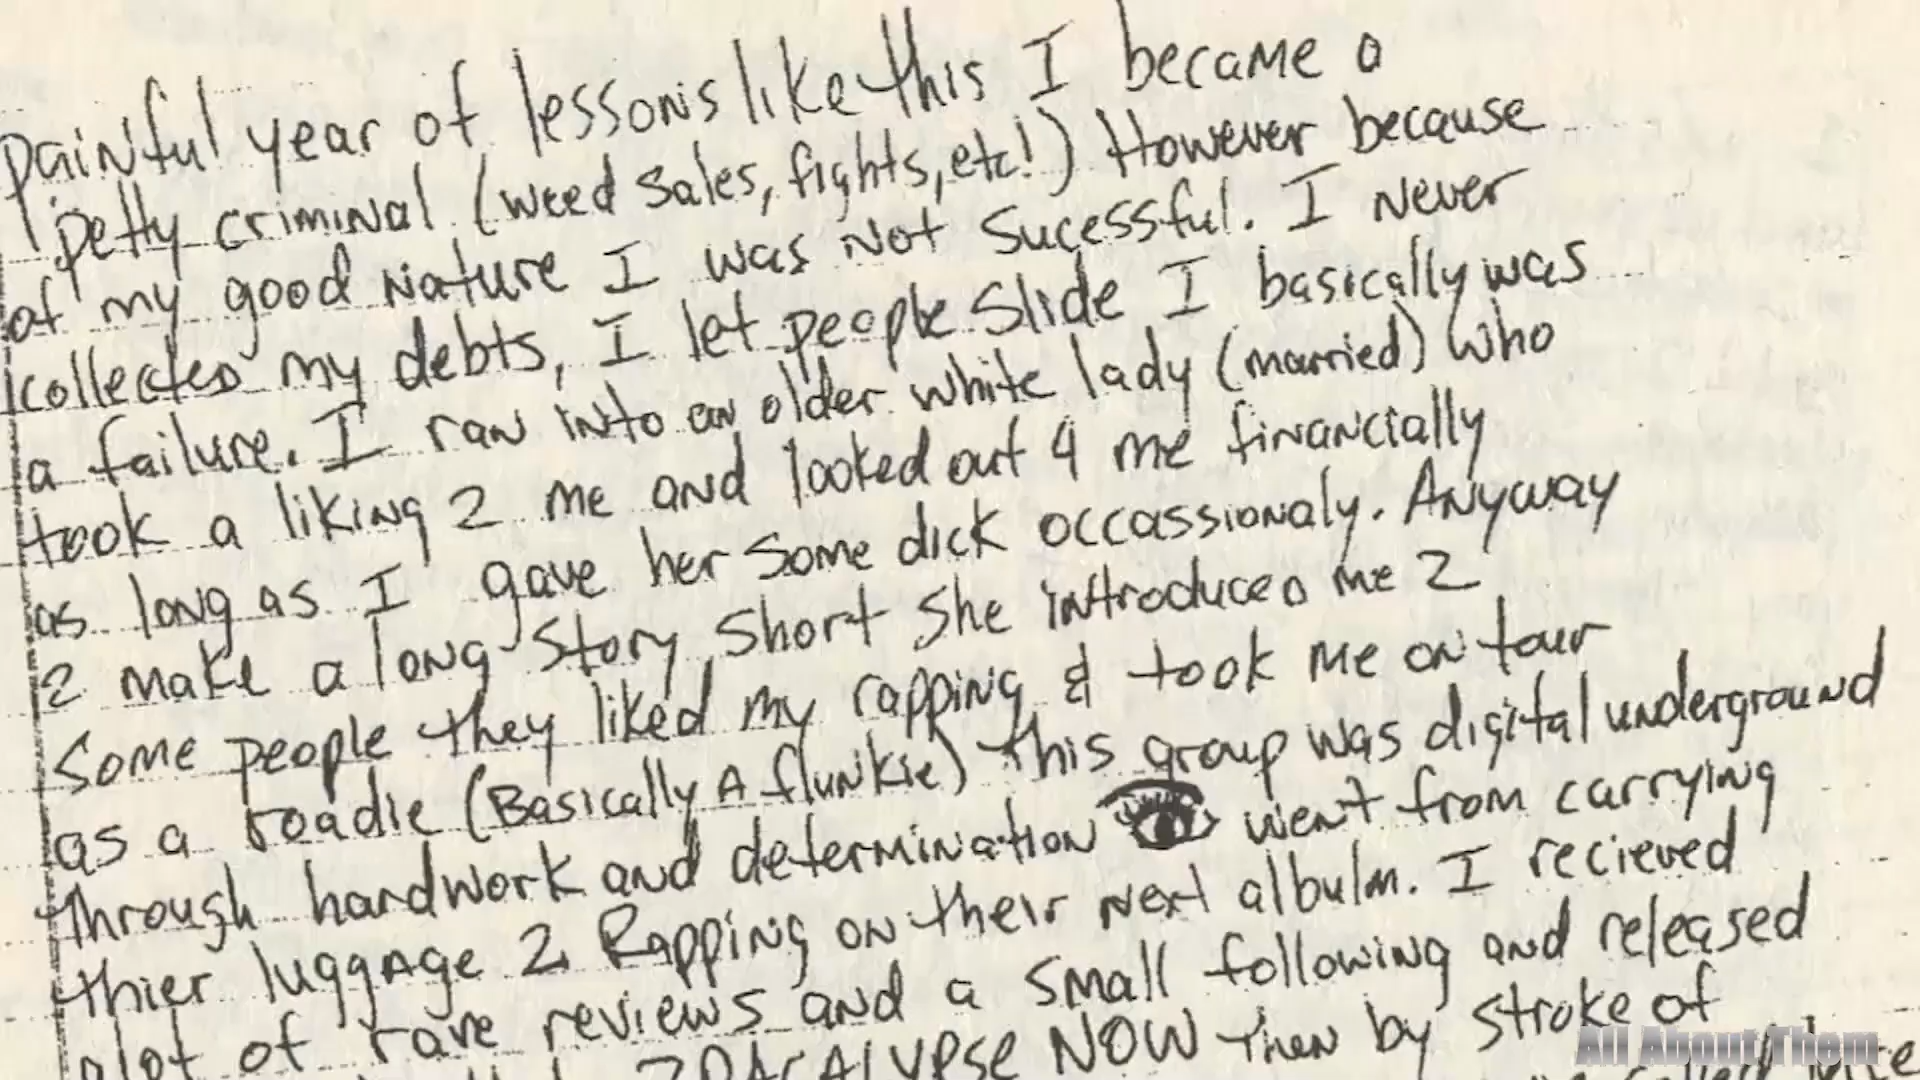 painful year of lessons like this I became a
petty criminal (weed sales, fights, etc!) However because
of my good nature I was not sucessful. I never
collected my debts, I let people slide I basically was
a failure. I ran into an older white lady (married) who
took a liking 2 me and looked out 4 me financially
as long as I gave her some dick occassionaly. Anyway
2 make a long story short she introduced me 2
some people they liked my rapping & took me on tour
as a roadie (Basically A flunkie) this group was digital underground
through hardwork and determination 👁 went from carrying
thier luggage 2 Rapping on their next albulm. I recieved
alot of rave reviews and a small following and released
2PACALYPSE NOW Then by stroke of
called
All About Them